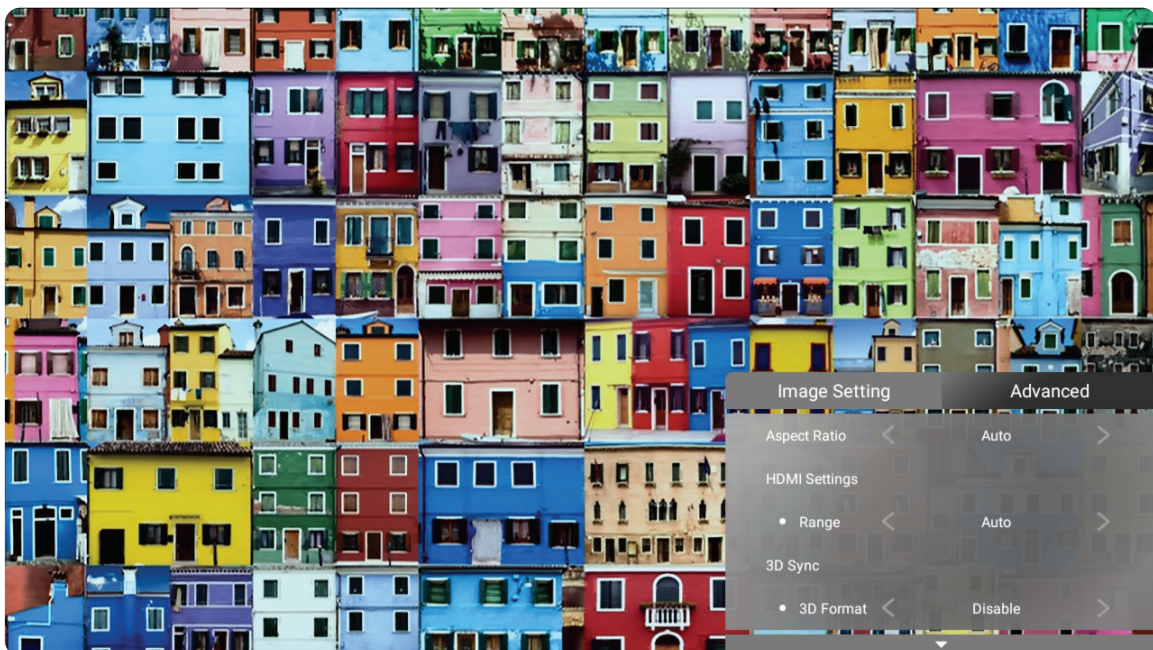 Image Setting Advanced
Aspect Ratio Auto
HDMI Settings
• Range Auto
3D Sync
• 3D Format Disable